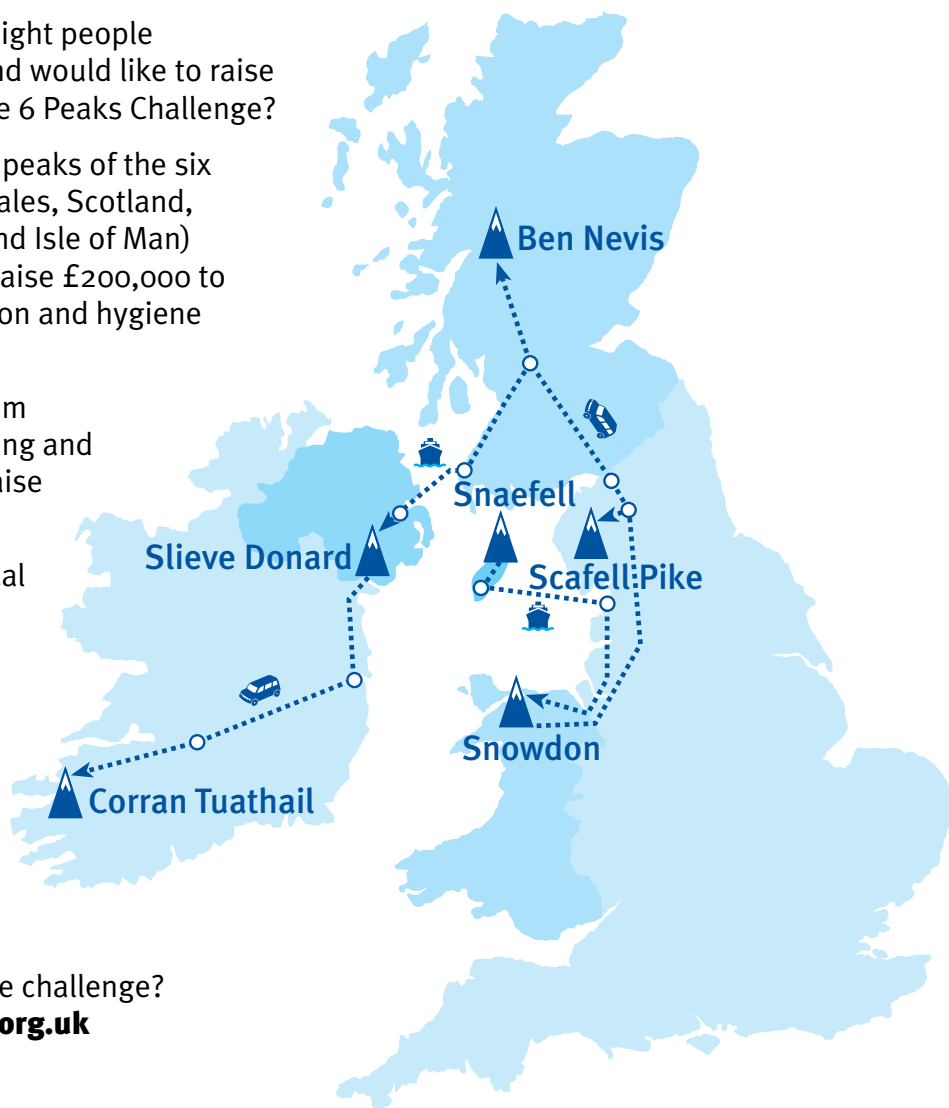 ight people
nd would like to raise
e 6 Peaks Challenge?
peaks of the six
ales, Scotland,
nd Isle of Man)
aise £200,000 to
on and hygiene
m
ng and
aise
al
e challenge?
org.uk
Ben Nevis
Snaefell
Slieve Donard
Scafell Pike
Snowdon
Corran Tuathail